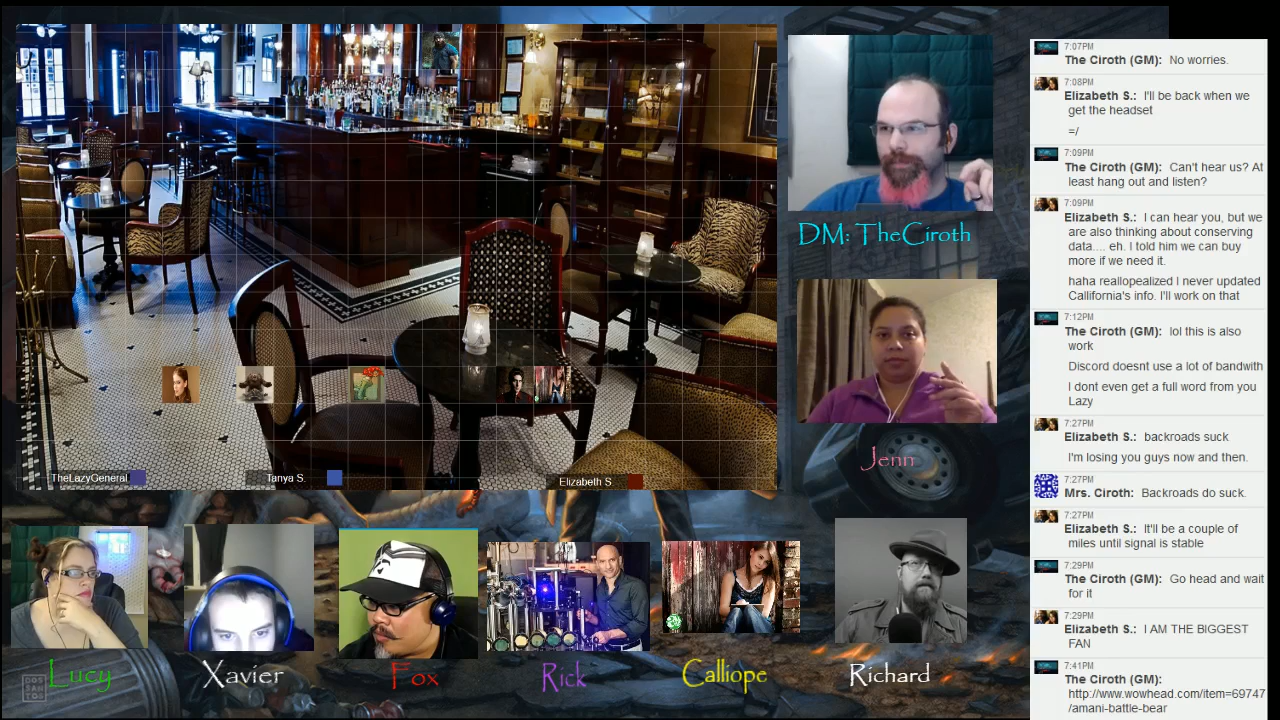 TheLazyGeneral
Tanya S.
Elizabeth S
DM: TheCiroth
Jenn
Lucy
Xavier
Fox
Rick
Calliope
Richard
DOS
SANTOS
7:07PM
The Ciroth (GM): No worries.
7:08PM
Elizabeth S.: I'll be back when we
get the headset
=/
7:09PM
The Ciroth (GM): Can't hear us? At
least hang out and listen?
7:09PM
Elizabeth S.: I can hear you, but we
are also thinking about conserving
data.... eh. I told him we can buy
more if we need it.
haha reallopealized I never updated
Callifornia's info. I'll work on that
7:12PM
The Ciroth (GM): lol this is also
work
Discord doesnt use a lot of bandwith
I dont even get a full word from you
Lazy
7:27PM
Elizabeth S.: backroads suck
I'm losing you guys now and then.
7:27PM
Mrs. Ciroth: Backroads do suck.
7:27PM
Elizabeth S.: It'll be a couple of
miles until signal is stable
7:29PM
The Ciroth (GM): Go head and wait
for it
7:29PM
Elizabeth S.: I AM THE BIGGEST
FAN
7:41PM
The Ciroth (GM):
http://www.wowhead.com/item=69747
/amani-battle-bear